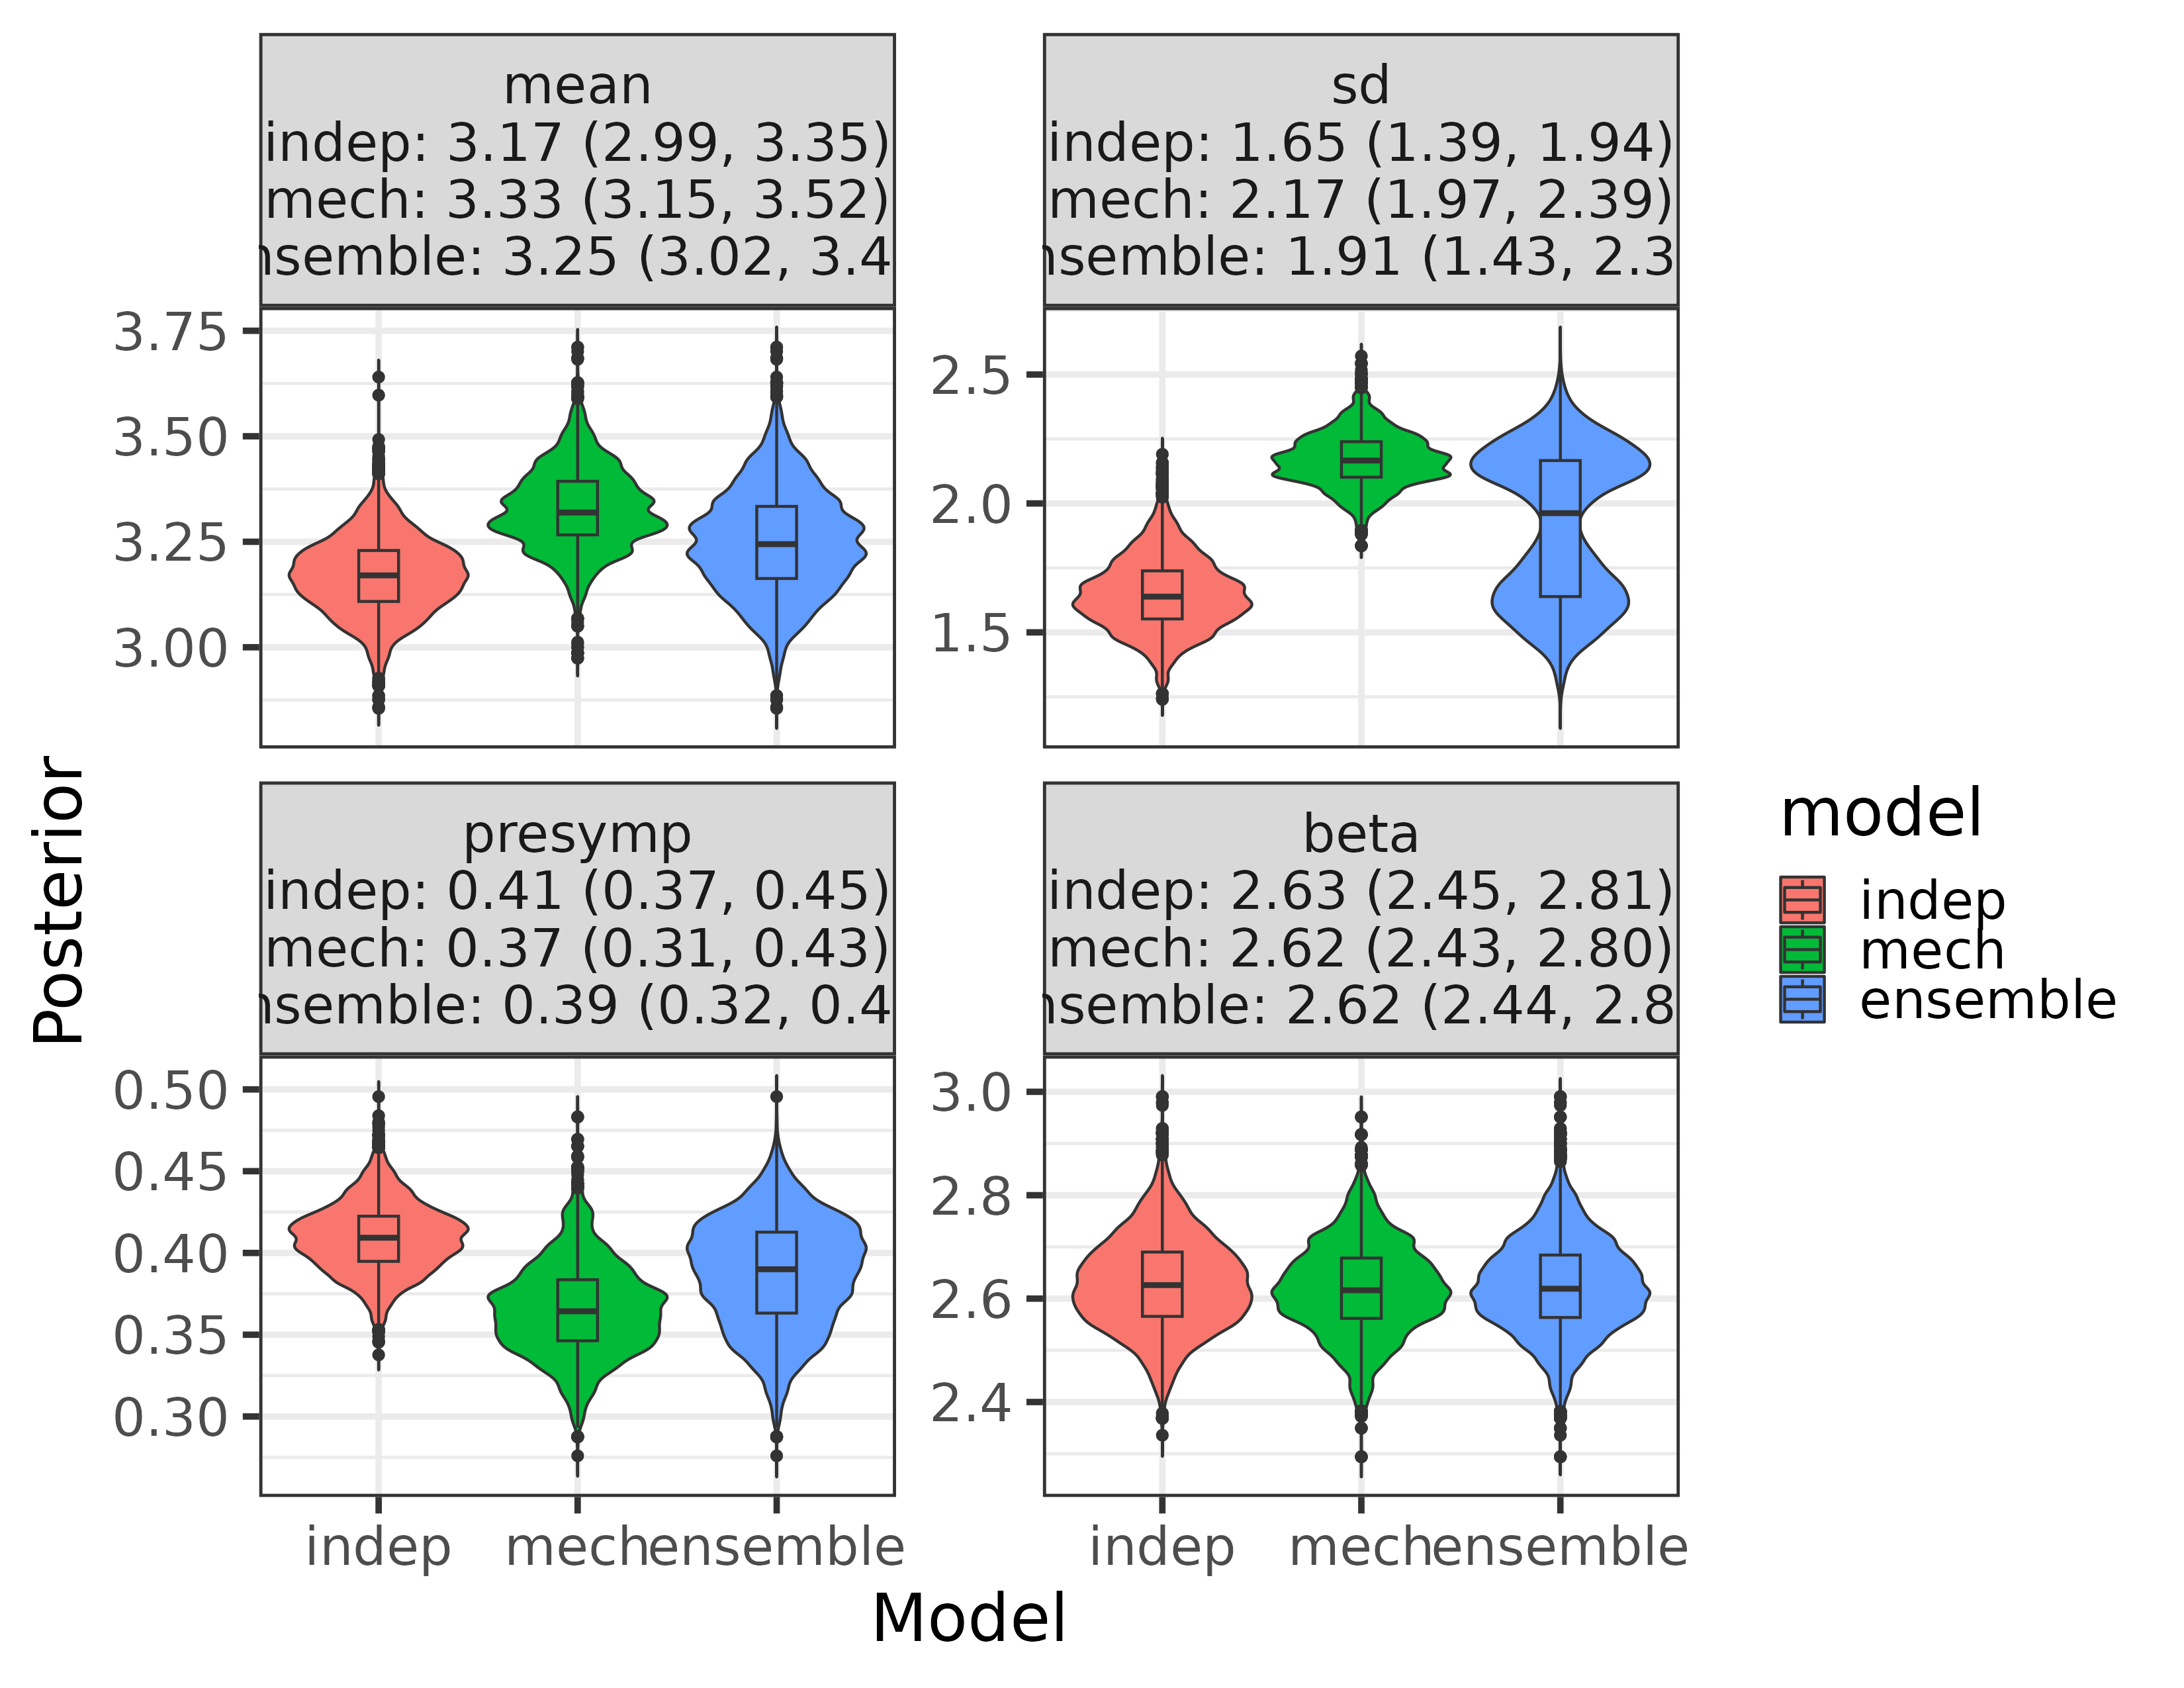 mean
indep: 3.17 (2.99, 3.35)
mech: 3.33 (3.15, 3.52)
nsemble: 3.25 (3.02, 3.4
sd
indep: 1.65 (1.39, 1.94)
mech: 2.17 (1.97, 2.39)
nsemble: 1.91 (1.43, 2.3
3.75
3.50
3.25
3.00
2.5
2.0
1.5
Posterior
presymp
indep: 0.41 (0.37, 0.45)
mech: 0.37 (0.31, 0.43)
nsemble: 0.39 (0.32, 0.4
beta
indep: 2.63 (2.45, 2.81)
mech: 2.62 (2.43, 2.80)
nsemble: 2.62 (2.44, 2.8
0.50
0.45
0.40
0.35
0.30
3.0
2.8
2.6
2.4
indep mech ensemble
indep mech ensemble
Model
model
indep
mech
ensemble